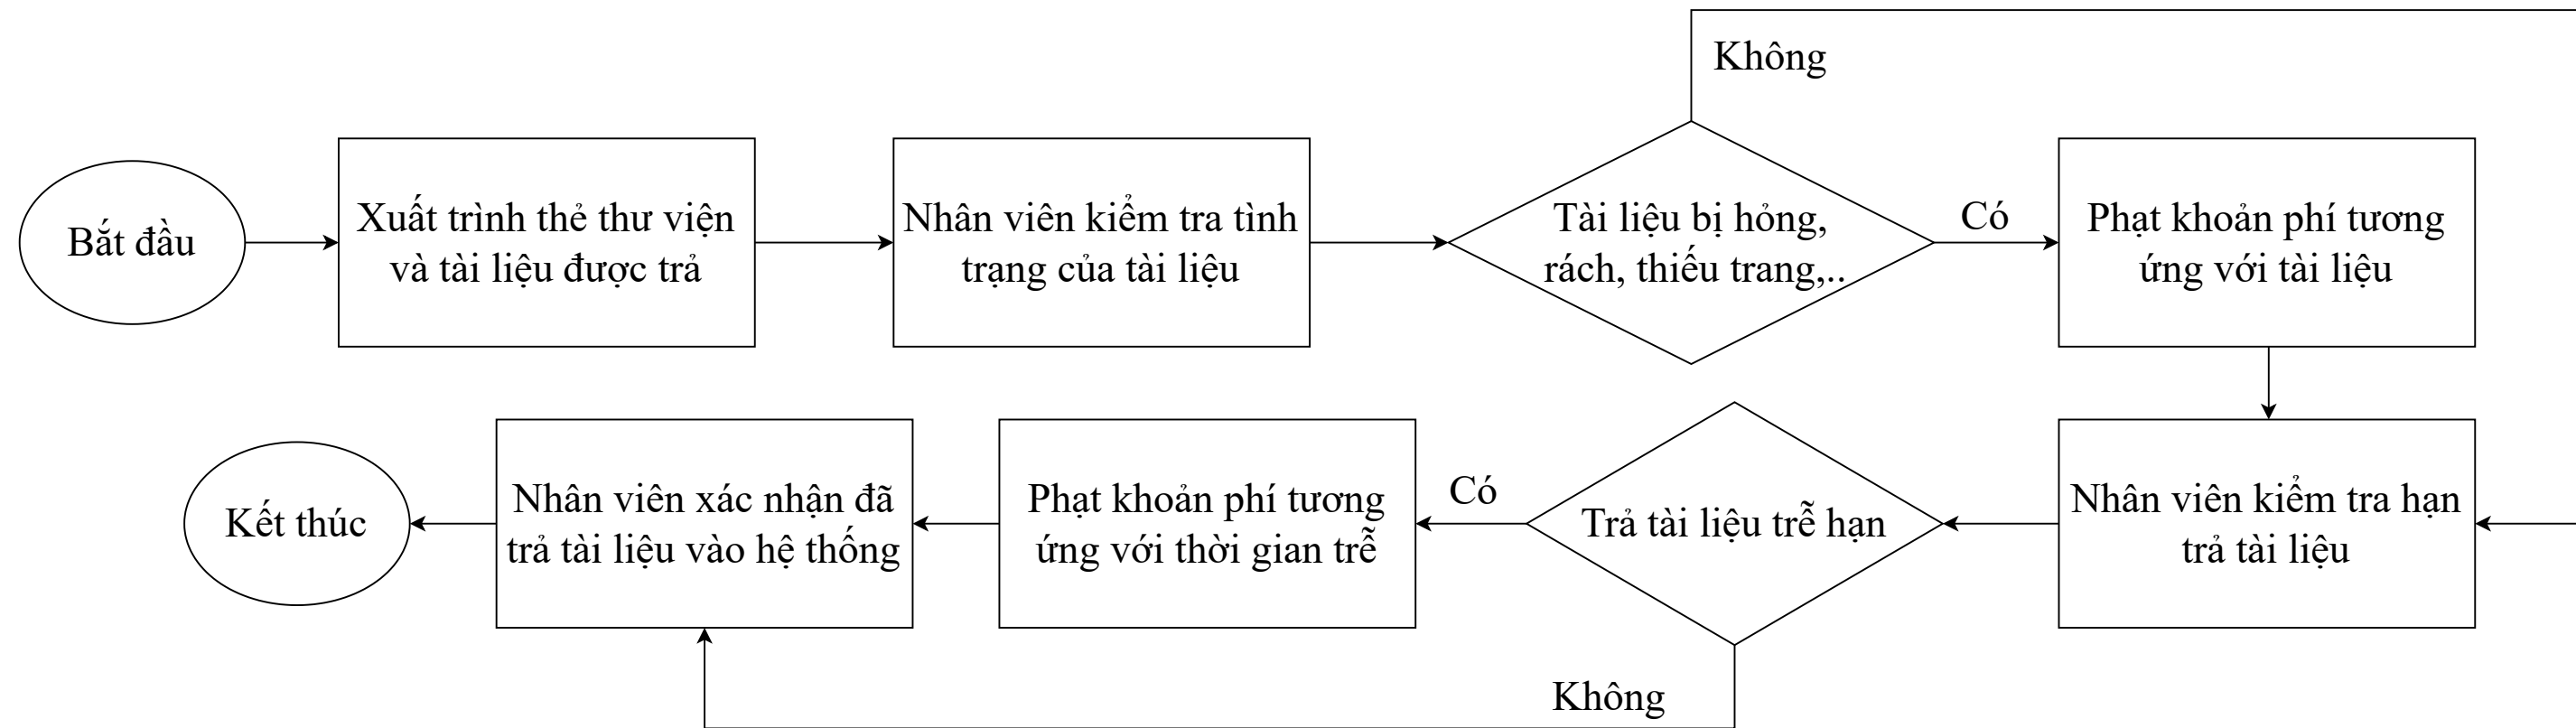 Không
Bắt đầu
Xuất trình thẻ thư viện
và tài liệu được trả
Nhân viên kiểm tra tình
trạng của tài liệu
Tài liệu bị hỏng,
rách, thiếu trang,..
Có
Phạt khoản phí tương
ứng với tài liệu
Nhân viên kiểm tra hạn
trả tài liệu
Trả tài liệu trễ hạn
Có
Phạt khoản phí tương
ứng với thời gian trễ
Nhân viên xác nhận đã
trả tài liệu vào hệ thống
Kết thúc
Không